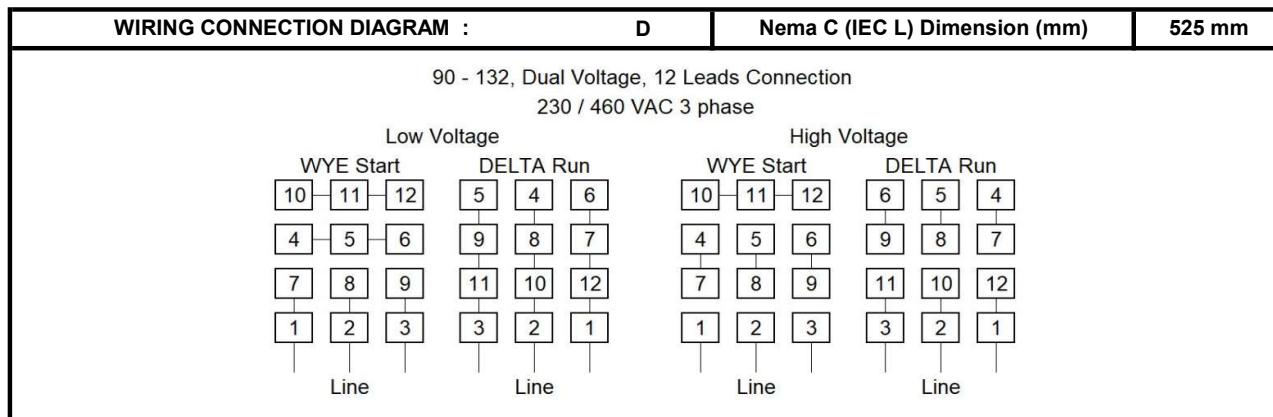 WIRING CONNECTION DIAGRAM : D Nema C (IEC L) Dimension (mm) 525 mm
90 - 132, Dual Voltage, 12 Leads Connection
230 / 460 VAC 3 phase
Low Voltage High Voltage
WYE Start DELTA Run WYE Start DELTA Run
10 11 12 5 4 6 10 11 12 6 5 4
4 5 6 9 8 7 4 5 6 9 8 7
7 8 9 11 10 12 7 8 9 11 10 12
1 2 3 3 2 1 1 2 3 3 2 1
Line Line Line Line